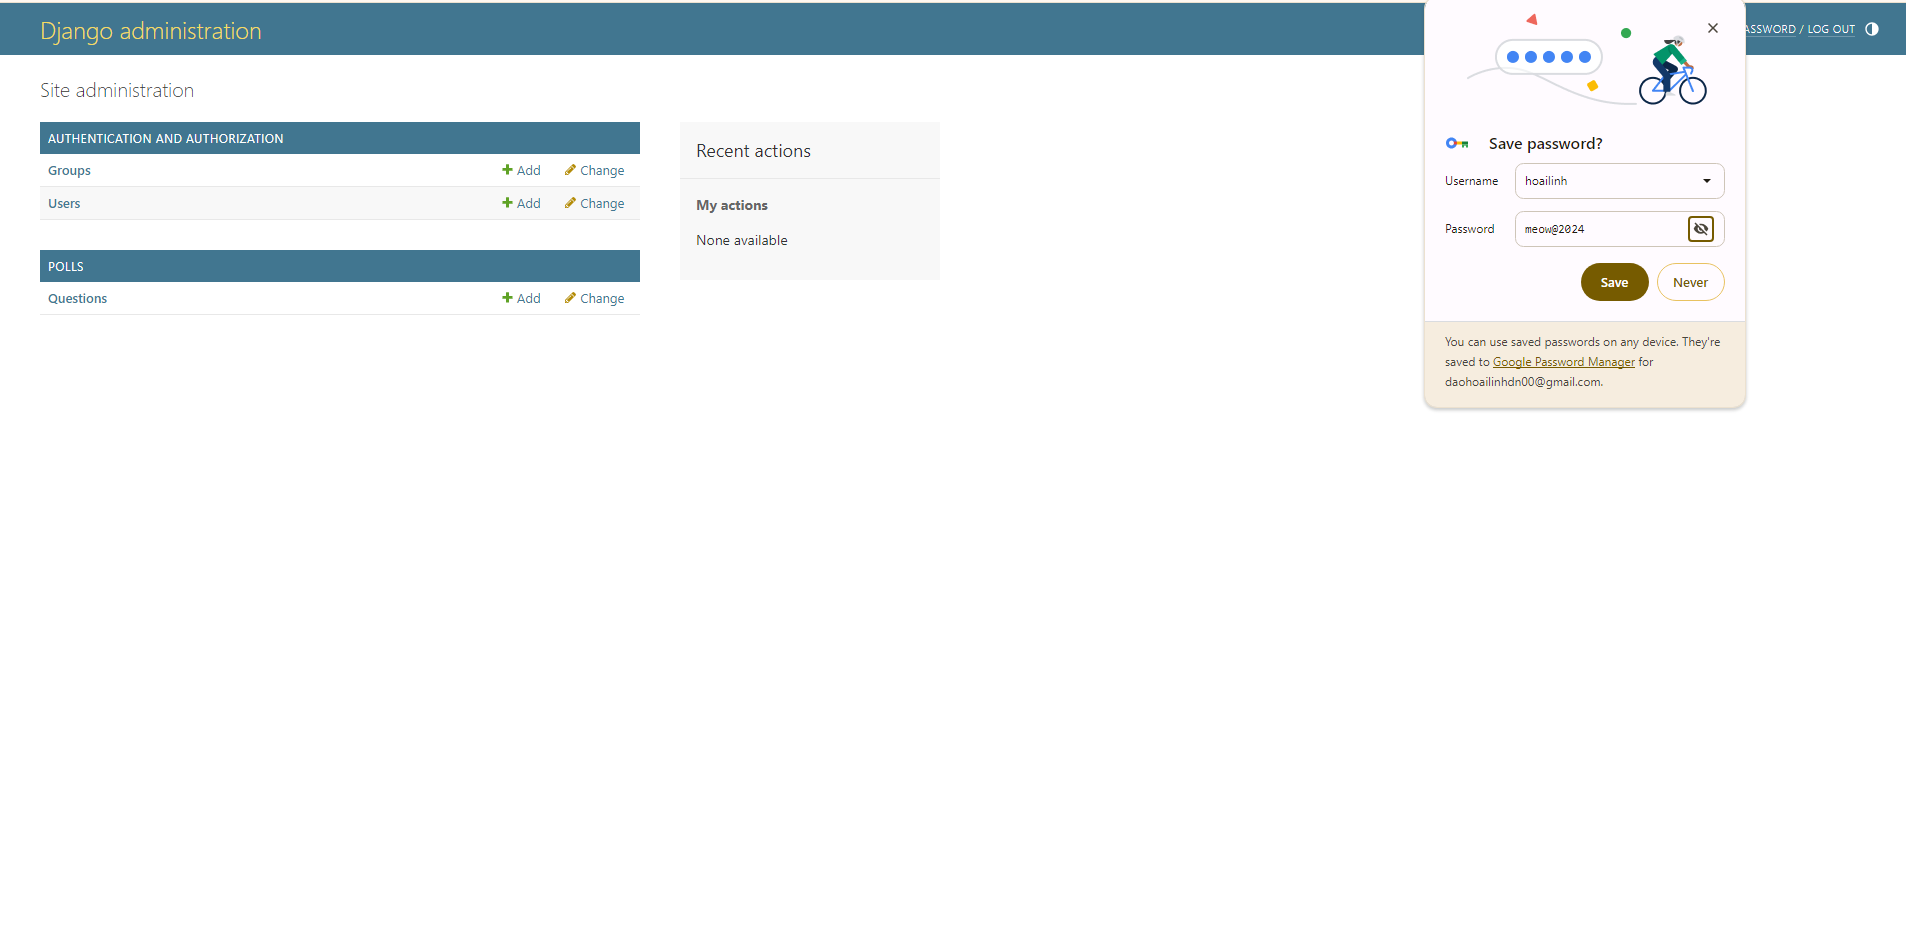 Django administration
ASSWORD / LOG OUT
Site administration
AUTHENTICATION AND AUTHORIZATION
Groups Add Change
Users Add Change
POLLS
Questions Add Change
Recent actions
My actions
None available
Save password?
Username hoailinh
Password meow@2024
Save Never
You can use saved passwords on any device. They're
saved to Google Password Manager for
daohoailinhdn00@gmail.com.